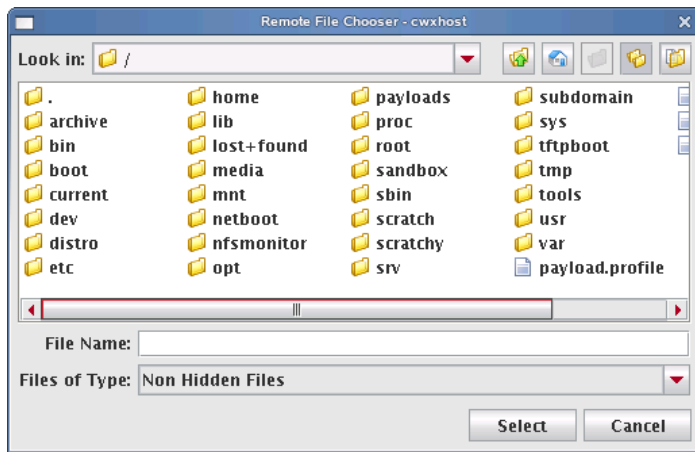 Remote File Chooser - cwxhost
Look in: /
.
archive
bin
boot
current
dev
distro
etc
home
lib
lost+found
media
mnt
netboot
nfsmonitor
opt
payloads
proc
root
sandbox
sbin
scratch
scratchy
srv
subdomain
sys
tftpboot
tmp
tools
usr
var
payload.profile
File Name:
Files of Type: Non Hidden Files
Select Cancel